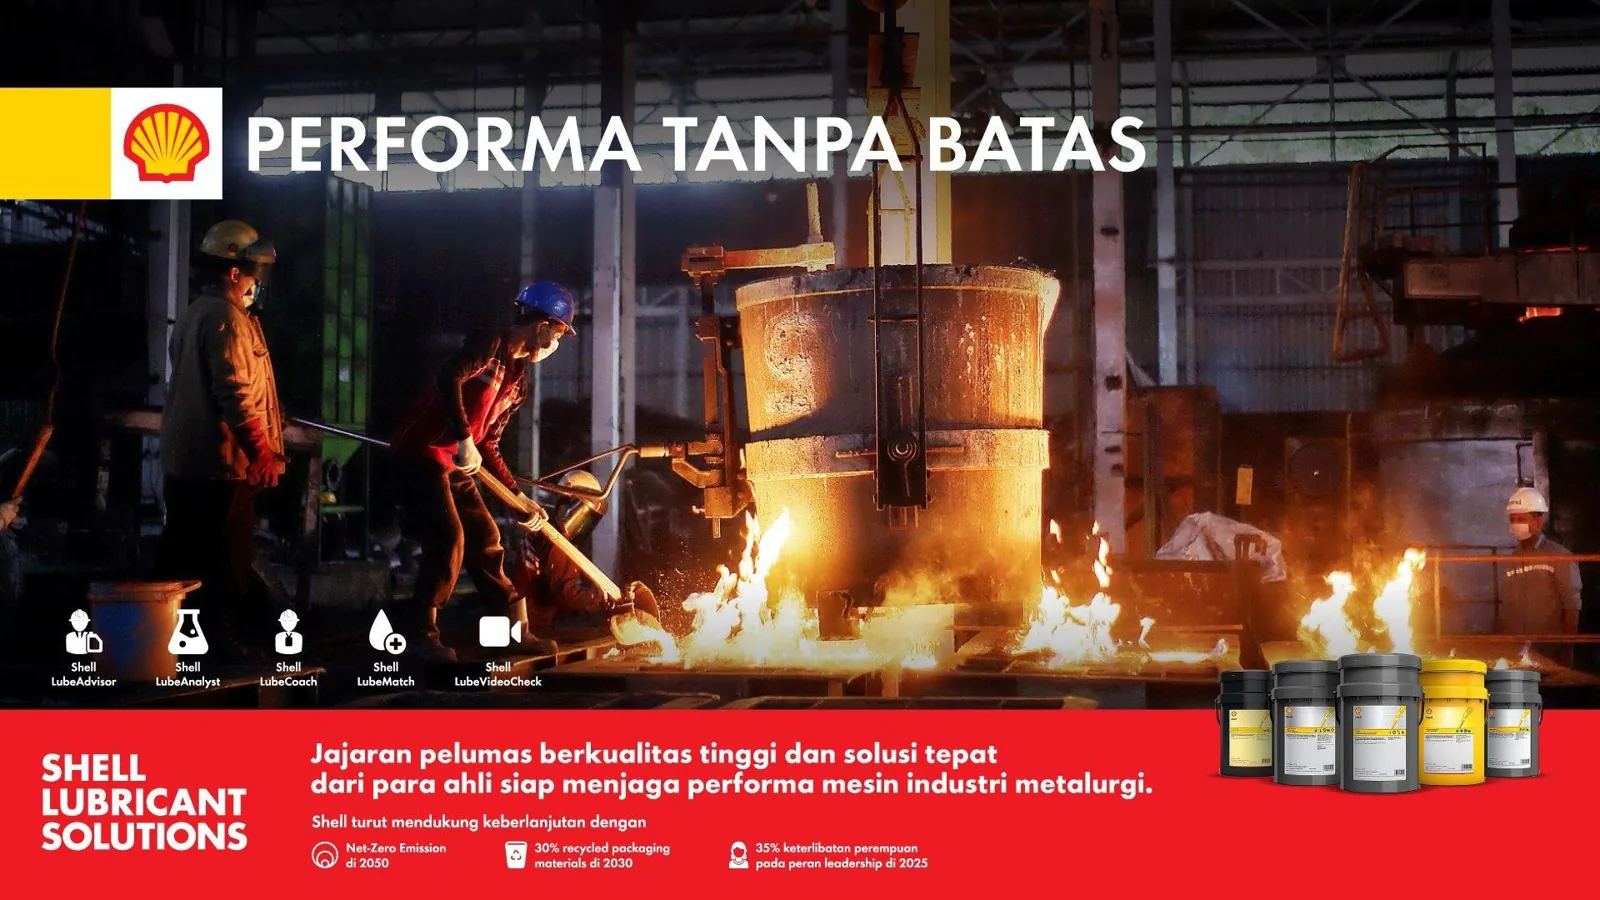 PERFORMA TANPA BATAS
Shell
LubeAdvisor
Shell
LubeAnalyst
Shell
LubeCoach
Shell
LubeMatch
Shell
LubeVideoCheck
SHELL
LUBRICANT
SOLUTIONS
Jajaran pelumas berkualitas tinggi dan solusi tepat
dari para ahli siap menjaga performa mesin industri metalurgi.
Shell turut mendukung keberlanjutan dengan
Net-Zero Emission
di 2050
30% recycled packaging
materials di 2030
35% keterlibatan perempuan
pada peran leadership di 2025